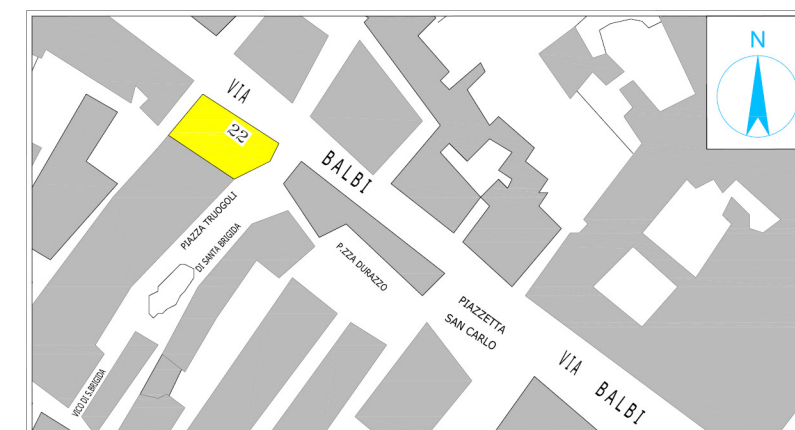 N
VIA
22
BALBI
PIAZZA TRUOGOLI
DI SANTA BRIGIDA
P.ZZA DURAZZO
PIAZZETTA
SAN CARLO
VIA BALBI
VICO DI S.BRIGIDA